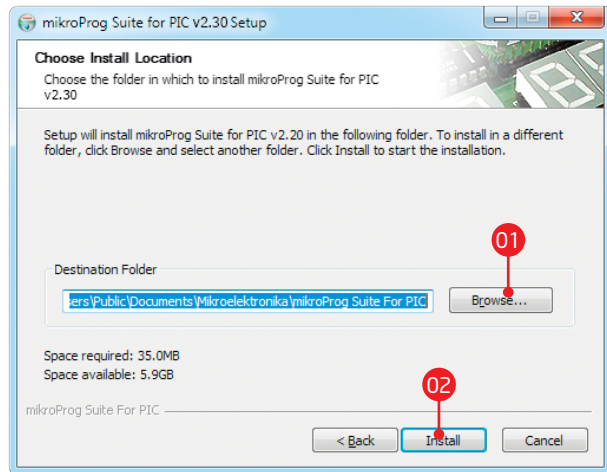 mikroProg Suite for PIC v2.30 Setup
Choose Install Location
Choose the folder in which to install mikroProg Suite for PIC
v2.30
Setup will install mikroProg Suite for PIC v2.20 in the following folder. To install in a different
folder, click Browse and select another folder. Click Install to start the installation.
01
Destination Folder
ers\Public\Documents\Mikroelektronika\mikroProg Suite For PIC
Browse...
Space required: 35.0MB
Space available: 5.9GB
02
mikroProg Suite For PIC
< Back
Install
Cancel